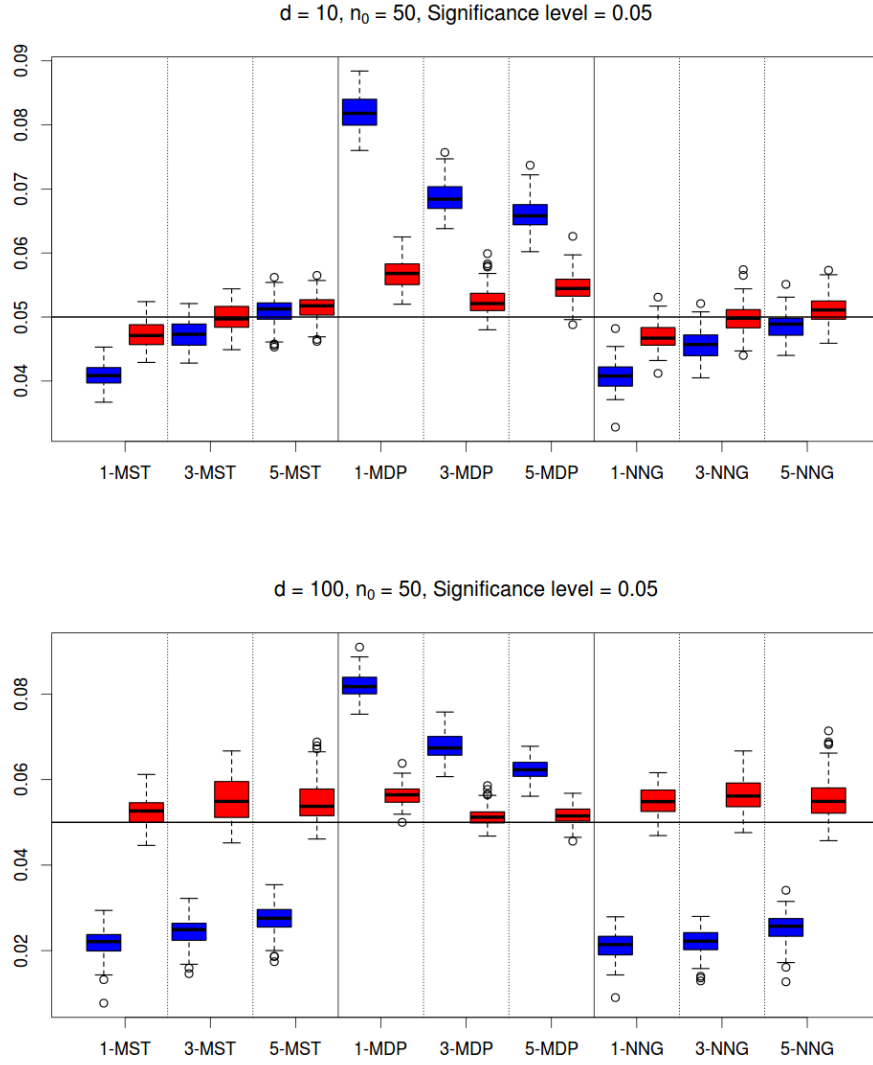 d = 10, n₀ = 50, Significance level = 0.05
0.09
0.08
0.07
0.06
0.05
0.04
1-MST 3-MST 5-MST 1-MDP 3-MDP 5-MDP 1-NNG 3-NNG 5-NNG
d = 100, n₀ = 50, Significance level = 0.05
0.08
0.06
0.04
0.02
1-MST 3-MST 5-MST 1-MDP 3-MDP 5-MDP 1-NNG 3-NNG 5-NNG